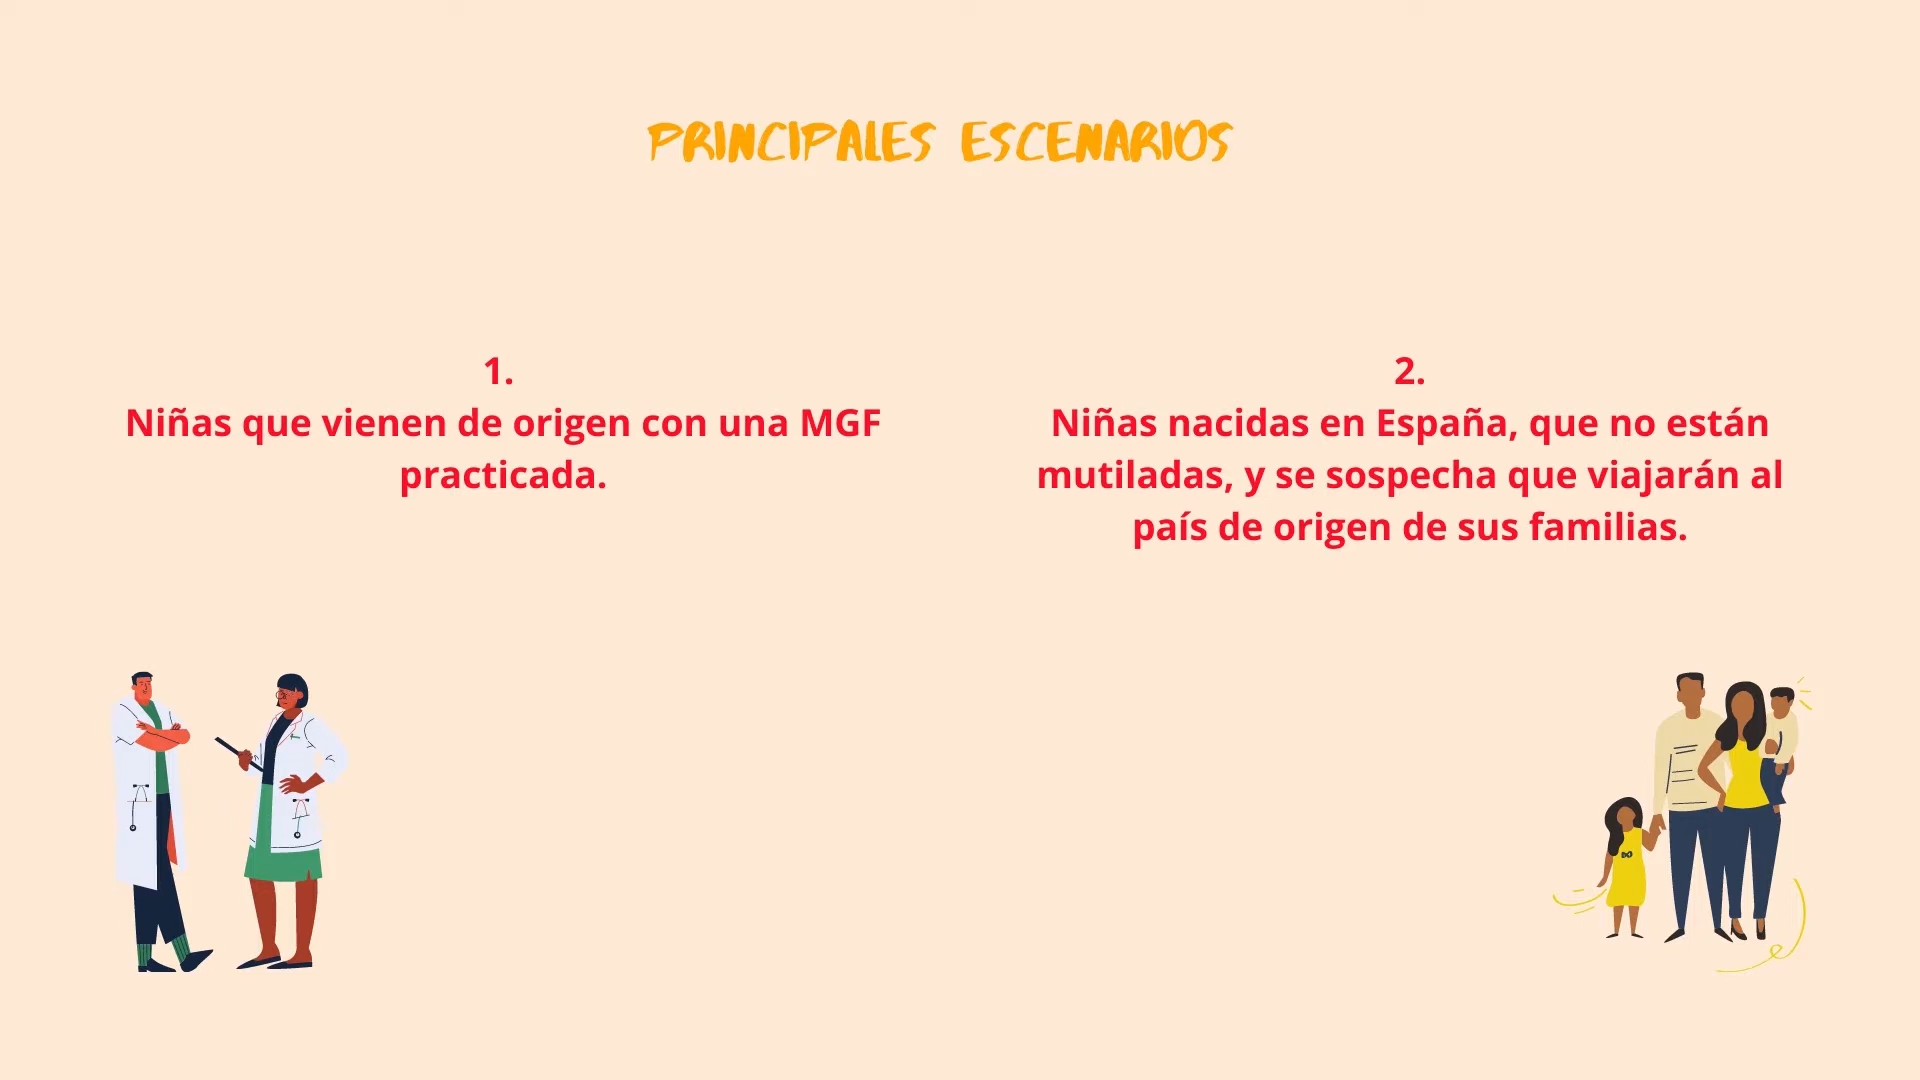 PRINCIPALES ESCENARIOS
1.
Niñas que vienen de origen con una MGF
practicada.
2.
Niñas nacidas en España, que no están
mutiladas, y se sospecha que viajarán al
país de origen de sus familias.